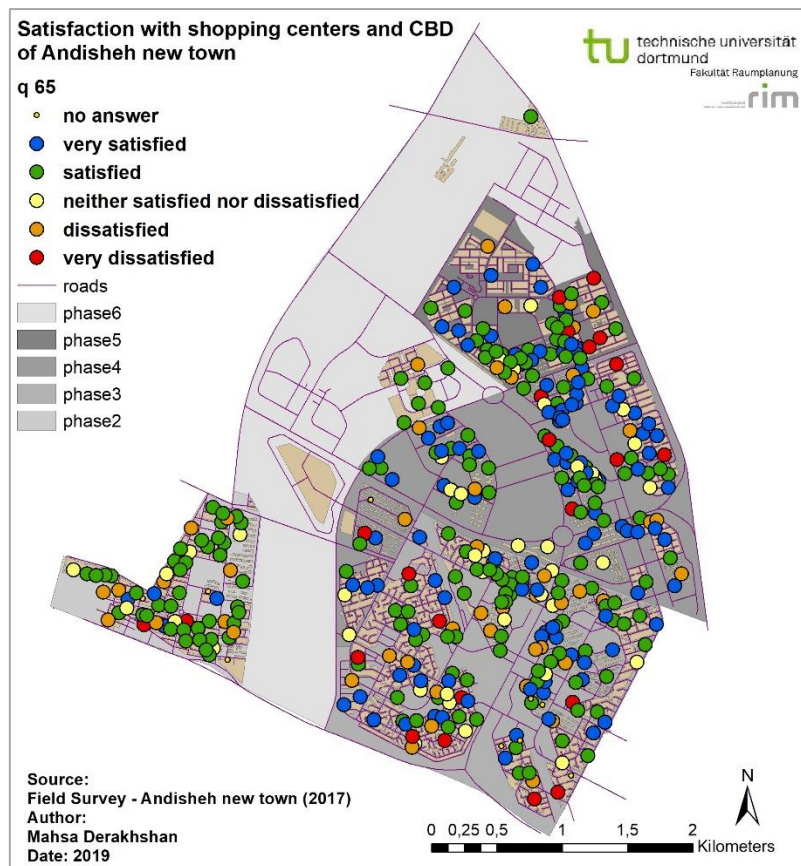 Satisfaction with shopping centers and CBD
of Andisheh new town
tu technische universität
dortmund
Fakultät Raumplanung
rim
q 65
no answer
very satisfied
satisfied
neither satisfied nor dissatisfied
dissatisfied
very dissatisfied
roads
phase6
phase5
phase4
phase3
phase2
Source:
Field Survey - Andisheh new town (2017)
Author:
Mahsa Derakhshan
Date: 2019
N
0 0,25 0,5 1 1,5 2
Kilometers